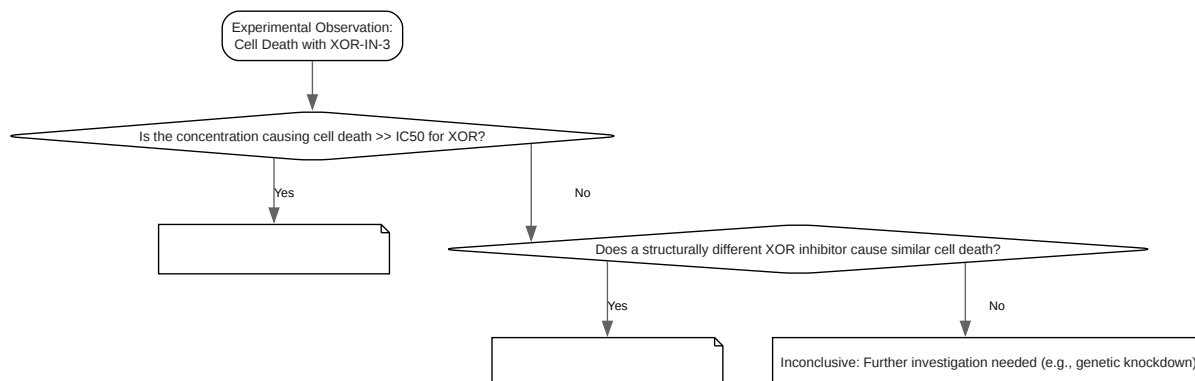 Experimental Observation:
Cell Death with XOR-IN-3
Is the concentration causing cell death >> IC50 for XOR?
Yes
No
Does a structurally different XOR inhibitor cause similar cell death?
Yes
No
Inconclusive: Further investigation needed (e.g., genetic knockdown)